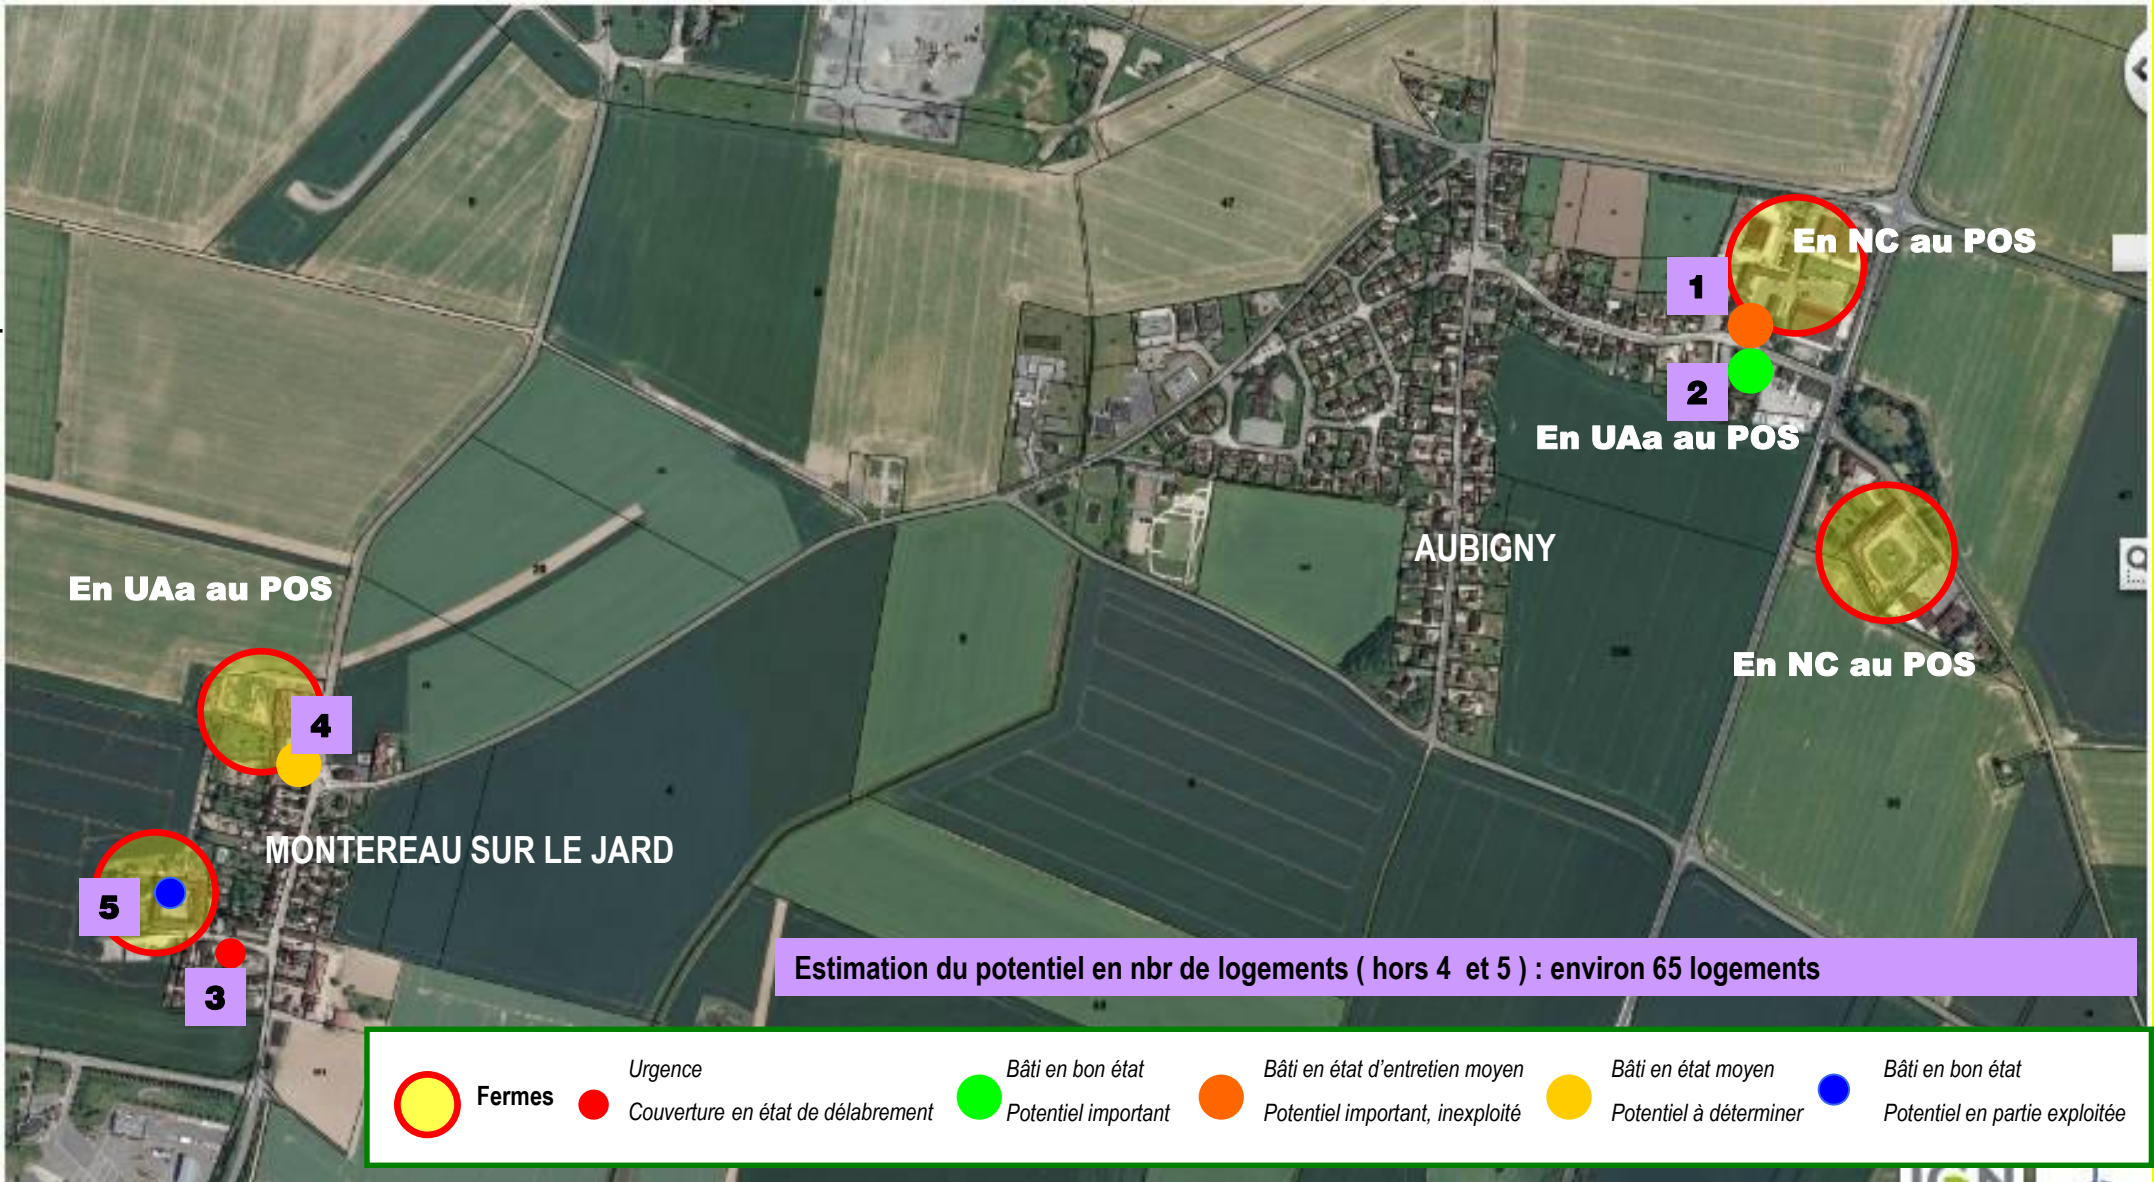 En NC au POS
1
2
En UAa au POS
AUBIGNY
En UAa au POS
En NC au POS
4
MONTEREAU SUR LE JARD
5
3
Estimation du potentiel en nbr de logements ( hors 4 et 5 ) : environ 65 logements
Fermes
Urgence
Couverture en état de délabrement
Bâti en bon état
Potentiel important
Bâti en état d'entretien moyen
Potentiel important, inexploité
Bâti en état moyen
Potentiel à déterminer
Bâti en bon état
Potentiel en partie exploitée
47